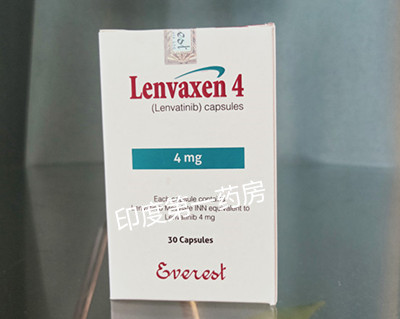 Lenvaxen 4
(Lenvatinib) capsules
4 mg
Each capsule contains
INN equivalent to
Lenvatinib 4 mg
30 Capsules
Everest
印度 药房